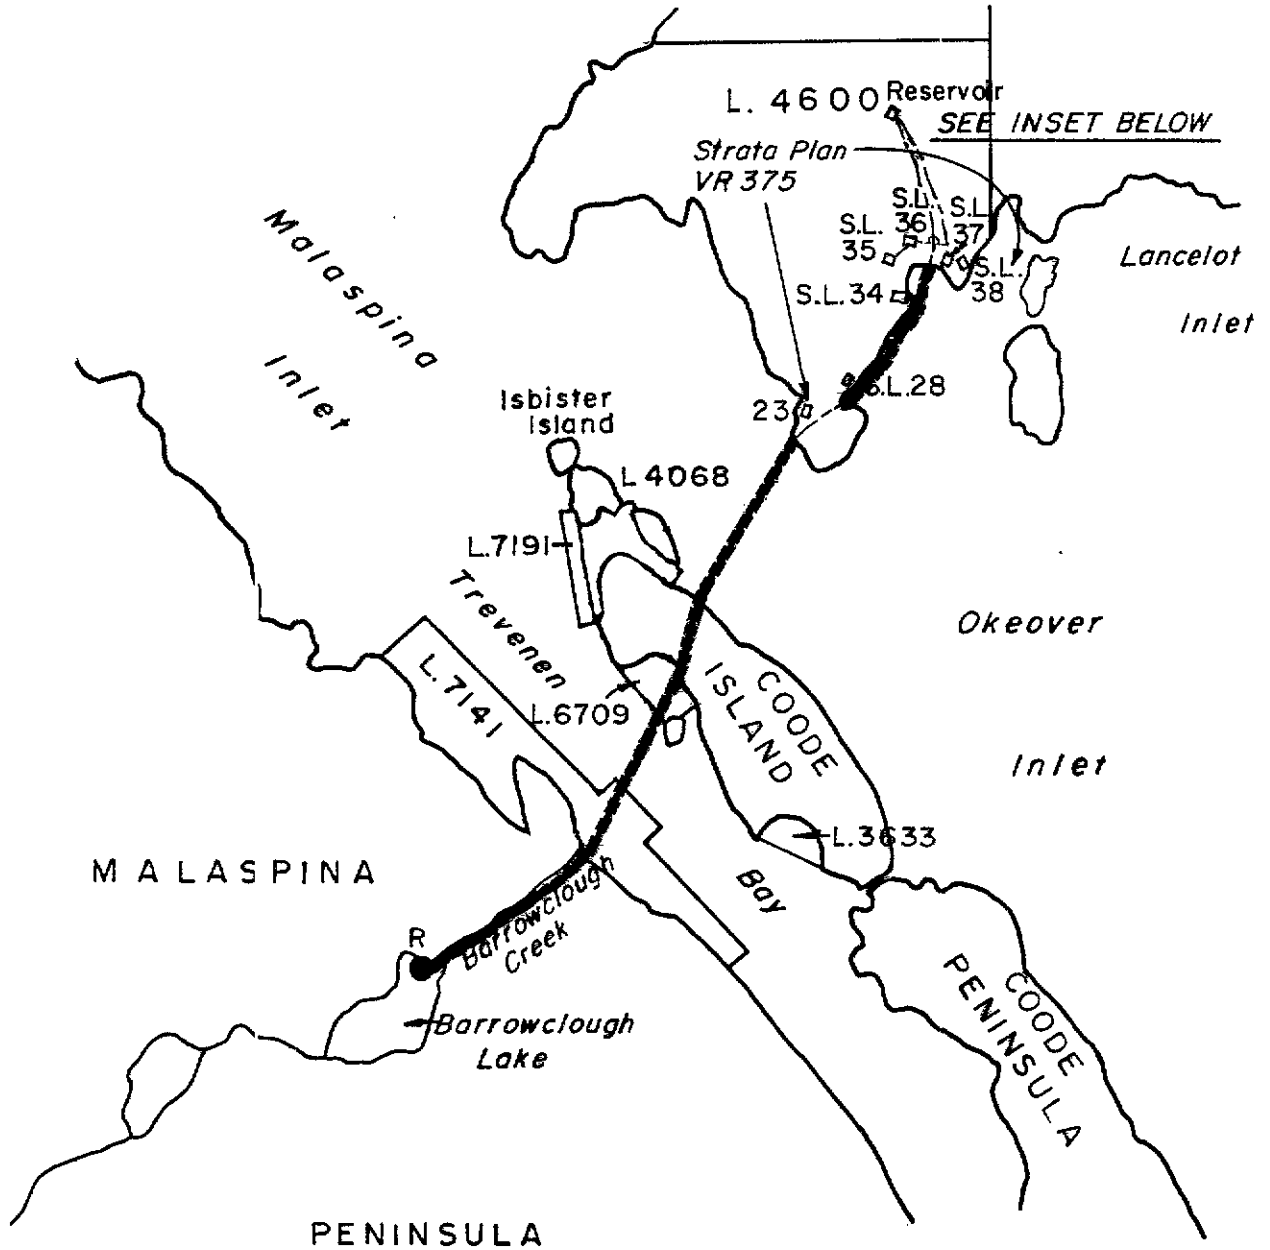 L. 4600
Reservoir
SEE INSET BELOW
Strata Plan
VR 375
S.L.
36
S.L.
37
S.L.
35
S.L.
38
S.L. 34
Lancelot
Inlet
Malaspina
Inlet
S.L.28
23
Isbister
Island
L 4068
L.7191
Trevenen
Okeover
COODE
ISLAND
L.7141
L.6709
Inlet
L.3633
MALASPINA
Bay
Barrowclough
Creek
R
COODE
PENINSULA
Barrowclough
Lake
PENINSULA